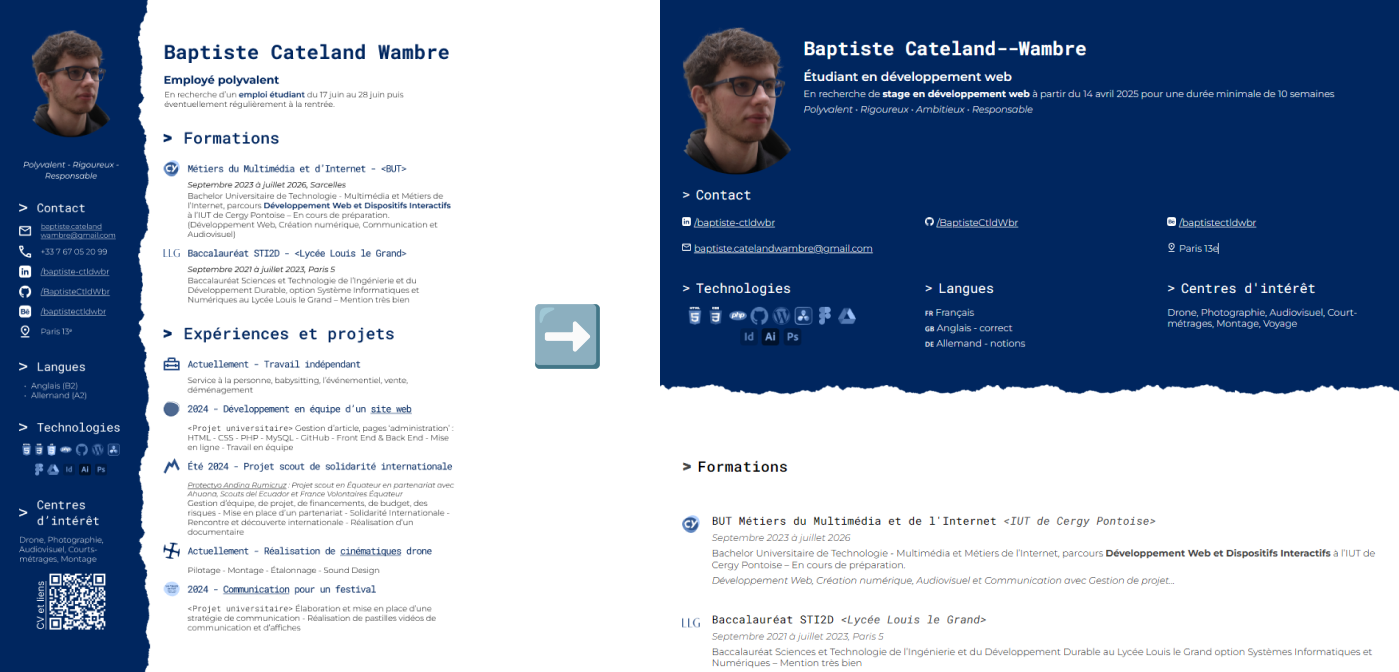 Polyvalent - Rigoureux -
Responsable
> Contact
baptiste.cateland
wambre@gmail.com
+33 7 67 05 20 99
in /baptiste-ctldwbr
/BaptisteCtldWbr
Bē /baptistectldwbr
Paris 13ᵉ
> Langues
- Anglais (B2)
- Allemand (A2)
> Technologies
Id Ai Ps
> Centres
d'intérêt
Drone, Photographie,
Audiovisuel, Courts-
métrages, Montage
CV et liens
Baptiste Cateland Wambre
Employé polyvalent
En recherche d'un emploi étudiant du 17 juin au 28 juin puis
éventuellement régulièrement à la rentrée.
> Formations
CY Métiers du Multimédia et d'Internet - <BUT>
Septembre 2023 à juillet 2026, Sarcelles
Bachelor Universitaire de Technologie - Multimédia et Métiers de
l'Internet, parcours Développement Web et Dispositifs Interactifs
à l'IUT de Cergy Pontoise – En cours de préparation.
(Développement Web, Création numérique, Communication et
Audiovisuel)
LLG Baccalauréat STI2D - <Lycée Louis le Grand>
Septembre 2021 à juillet 2023, Paris 5
Baccalauréat Sciences et Technologie de l'Ingénierie et du
Développement Durable, option Système Informatiques et
Numériques au Lycée Louis le Grand – Mention très bien
> Expériences et projets
Actuellement - Travail indépendant
Service à la personne, babysitting, l'événementiel, vente,
déménagement
2024 - Développement en équipe d'un site web
<Projet universitaire> Gestion d'article, pages 'administration' :
HTML - CSS - PHP - MySQL - GitHub - Front End & Back End - Mise
en ligne - Travail en équipe
Été 2024 - Projet scout de solidarité internationale
Protectya Andina Rumicruz : Projet scout en Équateur en partenariat avec
Ahuana, Scouts del Ecuador et France Volontaires Équateur
Gestion d'équipe, de projet, de financements, de budget, des
risques - Mise en place d'un partenariat - Solidarité Internationale -
Rencontre et découverte internationale - Réalisation d'un
documentaire
Actuellement - Réalisation de cinématiques drone
Pilotage - Montage - Étalonnage - Sound Design
2024 - Communication pour un festival
<Projet universitaire> Élaboration et mise en place d'une
stratégie de communication - Réalisation de pastilles vidéos de
communication et d'affiches
Baptiste Cateland--Wambre
Étudiant en développement web
En recherche de stage en développement web à partir du 14 avril 2025 pour une durée minimale de 10 semaines
Polyvalent • Rigoureux • Ambitieux • Responsable
> Contact
in /baptiste-ctldwbr
/BaptisteCtldWbr
Bē /baptistectldwbr
baptiste.catelandwambre@gmail.com
Paris 13e
> Technologies
HTML 5 3 php
Id Ai Ps
> Langues
FR Français
GB Anglais - correct
DE Allemand - notions
> Centres d'intérêt
Drone, Photographies, Audiovisuel, Court-
métrages, Montage, Voyage
> Formations
CY BUT Métiers du Multimédia et de l'Internet <IUT de Cergy Pontoise>
Septembre 2023 à juillet 2026
Bachelor Universitaire de Technologie - Multimédia et Métiers de l'Internet, parcours Développement Web et Dispositifs Interactifs à l'IUT de
Cergy Pontoise – En cours de préparation.
Développement Web, Création numérique, Audiovisuel et Communication avec Gestion de projet...
LLG Baccalauréat STI2D <Lycée Louis le Grand>
Septembre 2021 à juillet 2023, Paris 5
Baccalauréat Sciences et Technologie de l'Ingénierie et du Développement Durable au Lycée Louis le Grand option Systèmes Informatiques et
Numériques – Mention très bien